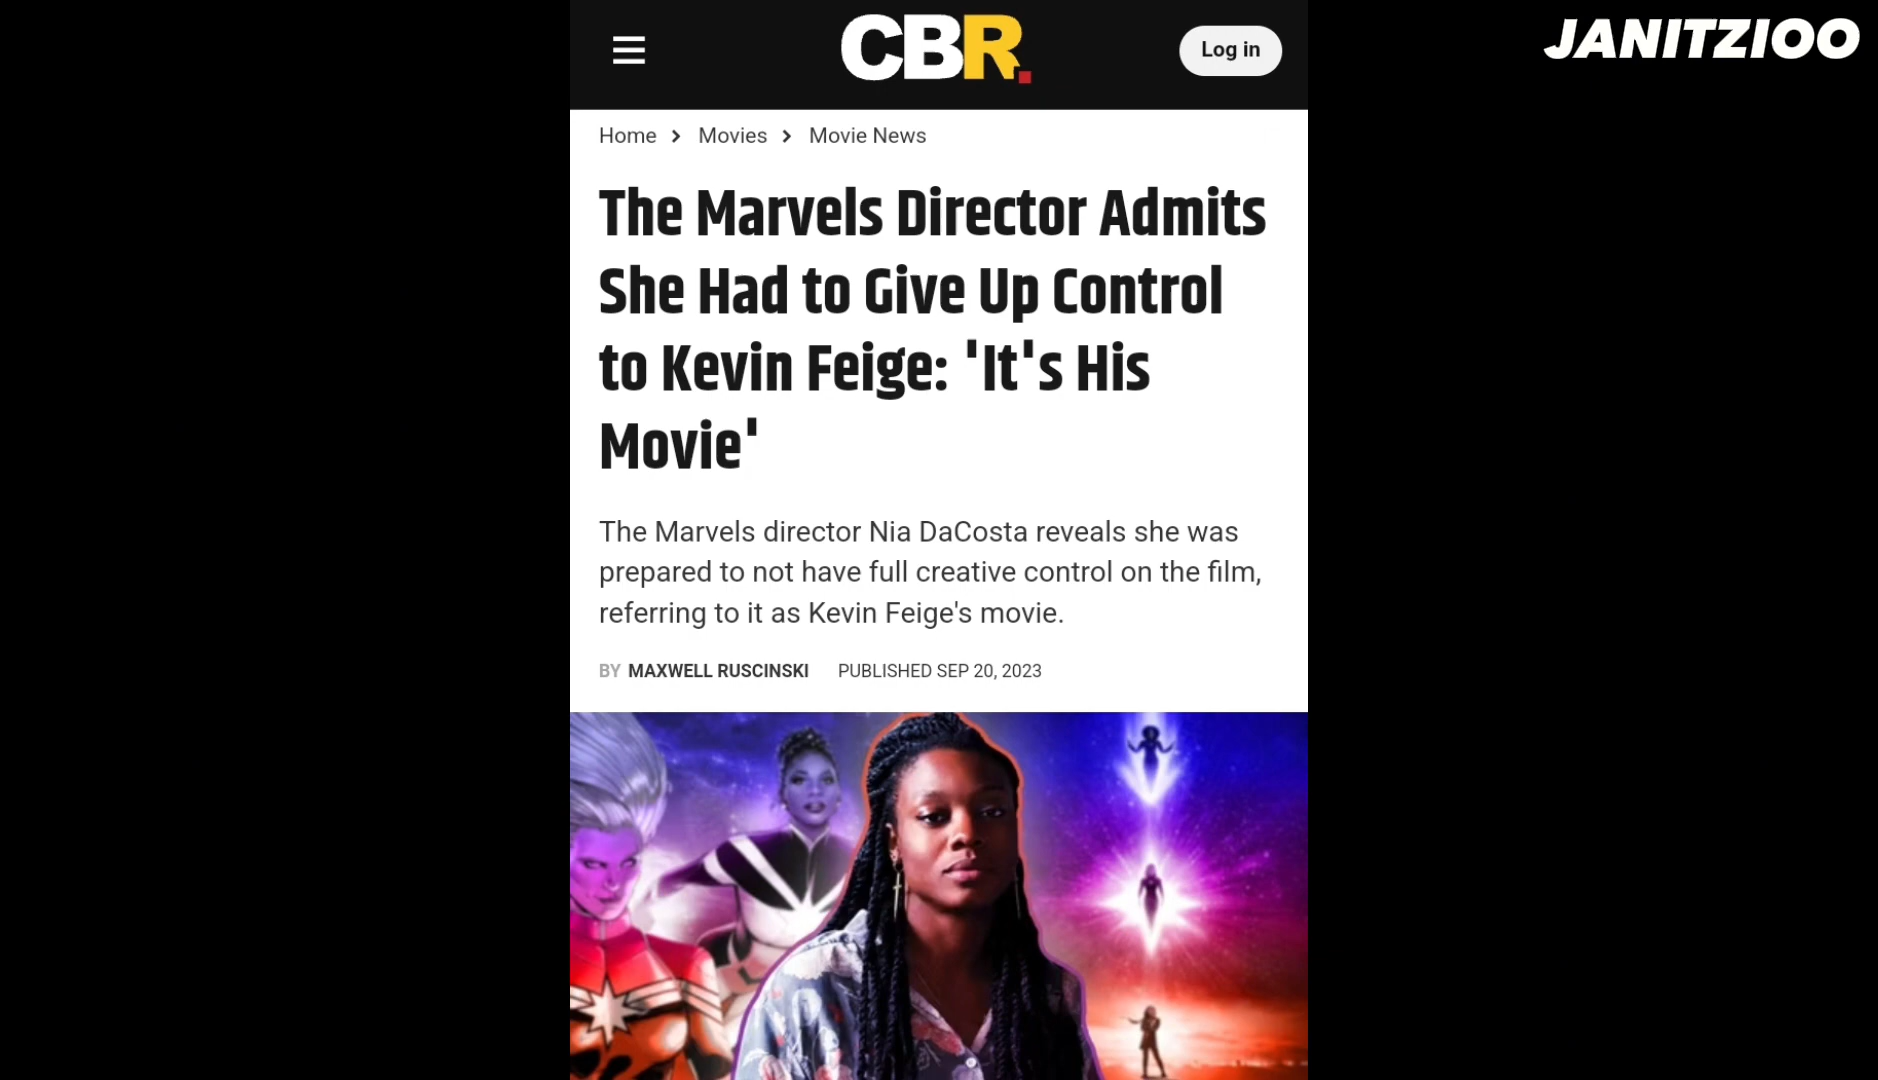 CBR.
Log in
JANITZIOO
Home > Movies > Movie News
The Marvels Director Admits
She Had to Give Up Control
to Kevin Feige: 'It's His
Movie'
The Marvels director Nia DaCosta reveals she was
prepared to not have full creative control on the film,
referring to it as Kevin Feige's movie.
BY MAXWELL RUSCINSKI PUBLISHED SEP 20, 2023